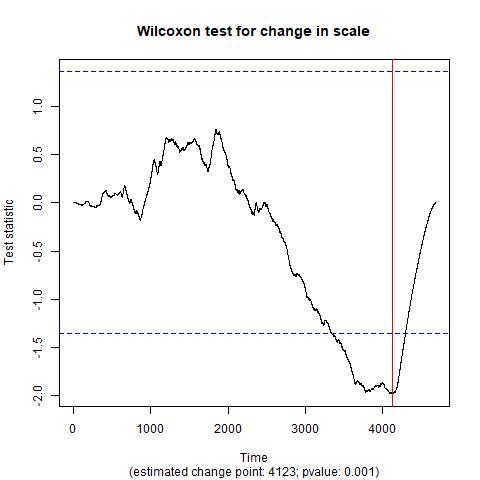 Wilcoxon test for change in scale
Test statistic
1.0
0.5
0.0
-0.5
-1.0
-1.5
-2.0
0 1000 2000 3000 4000
Time
(estimated change point: 4123; pvalue: 0.001)